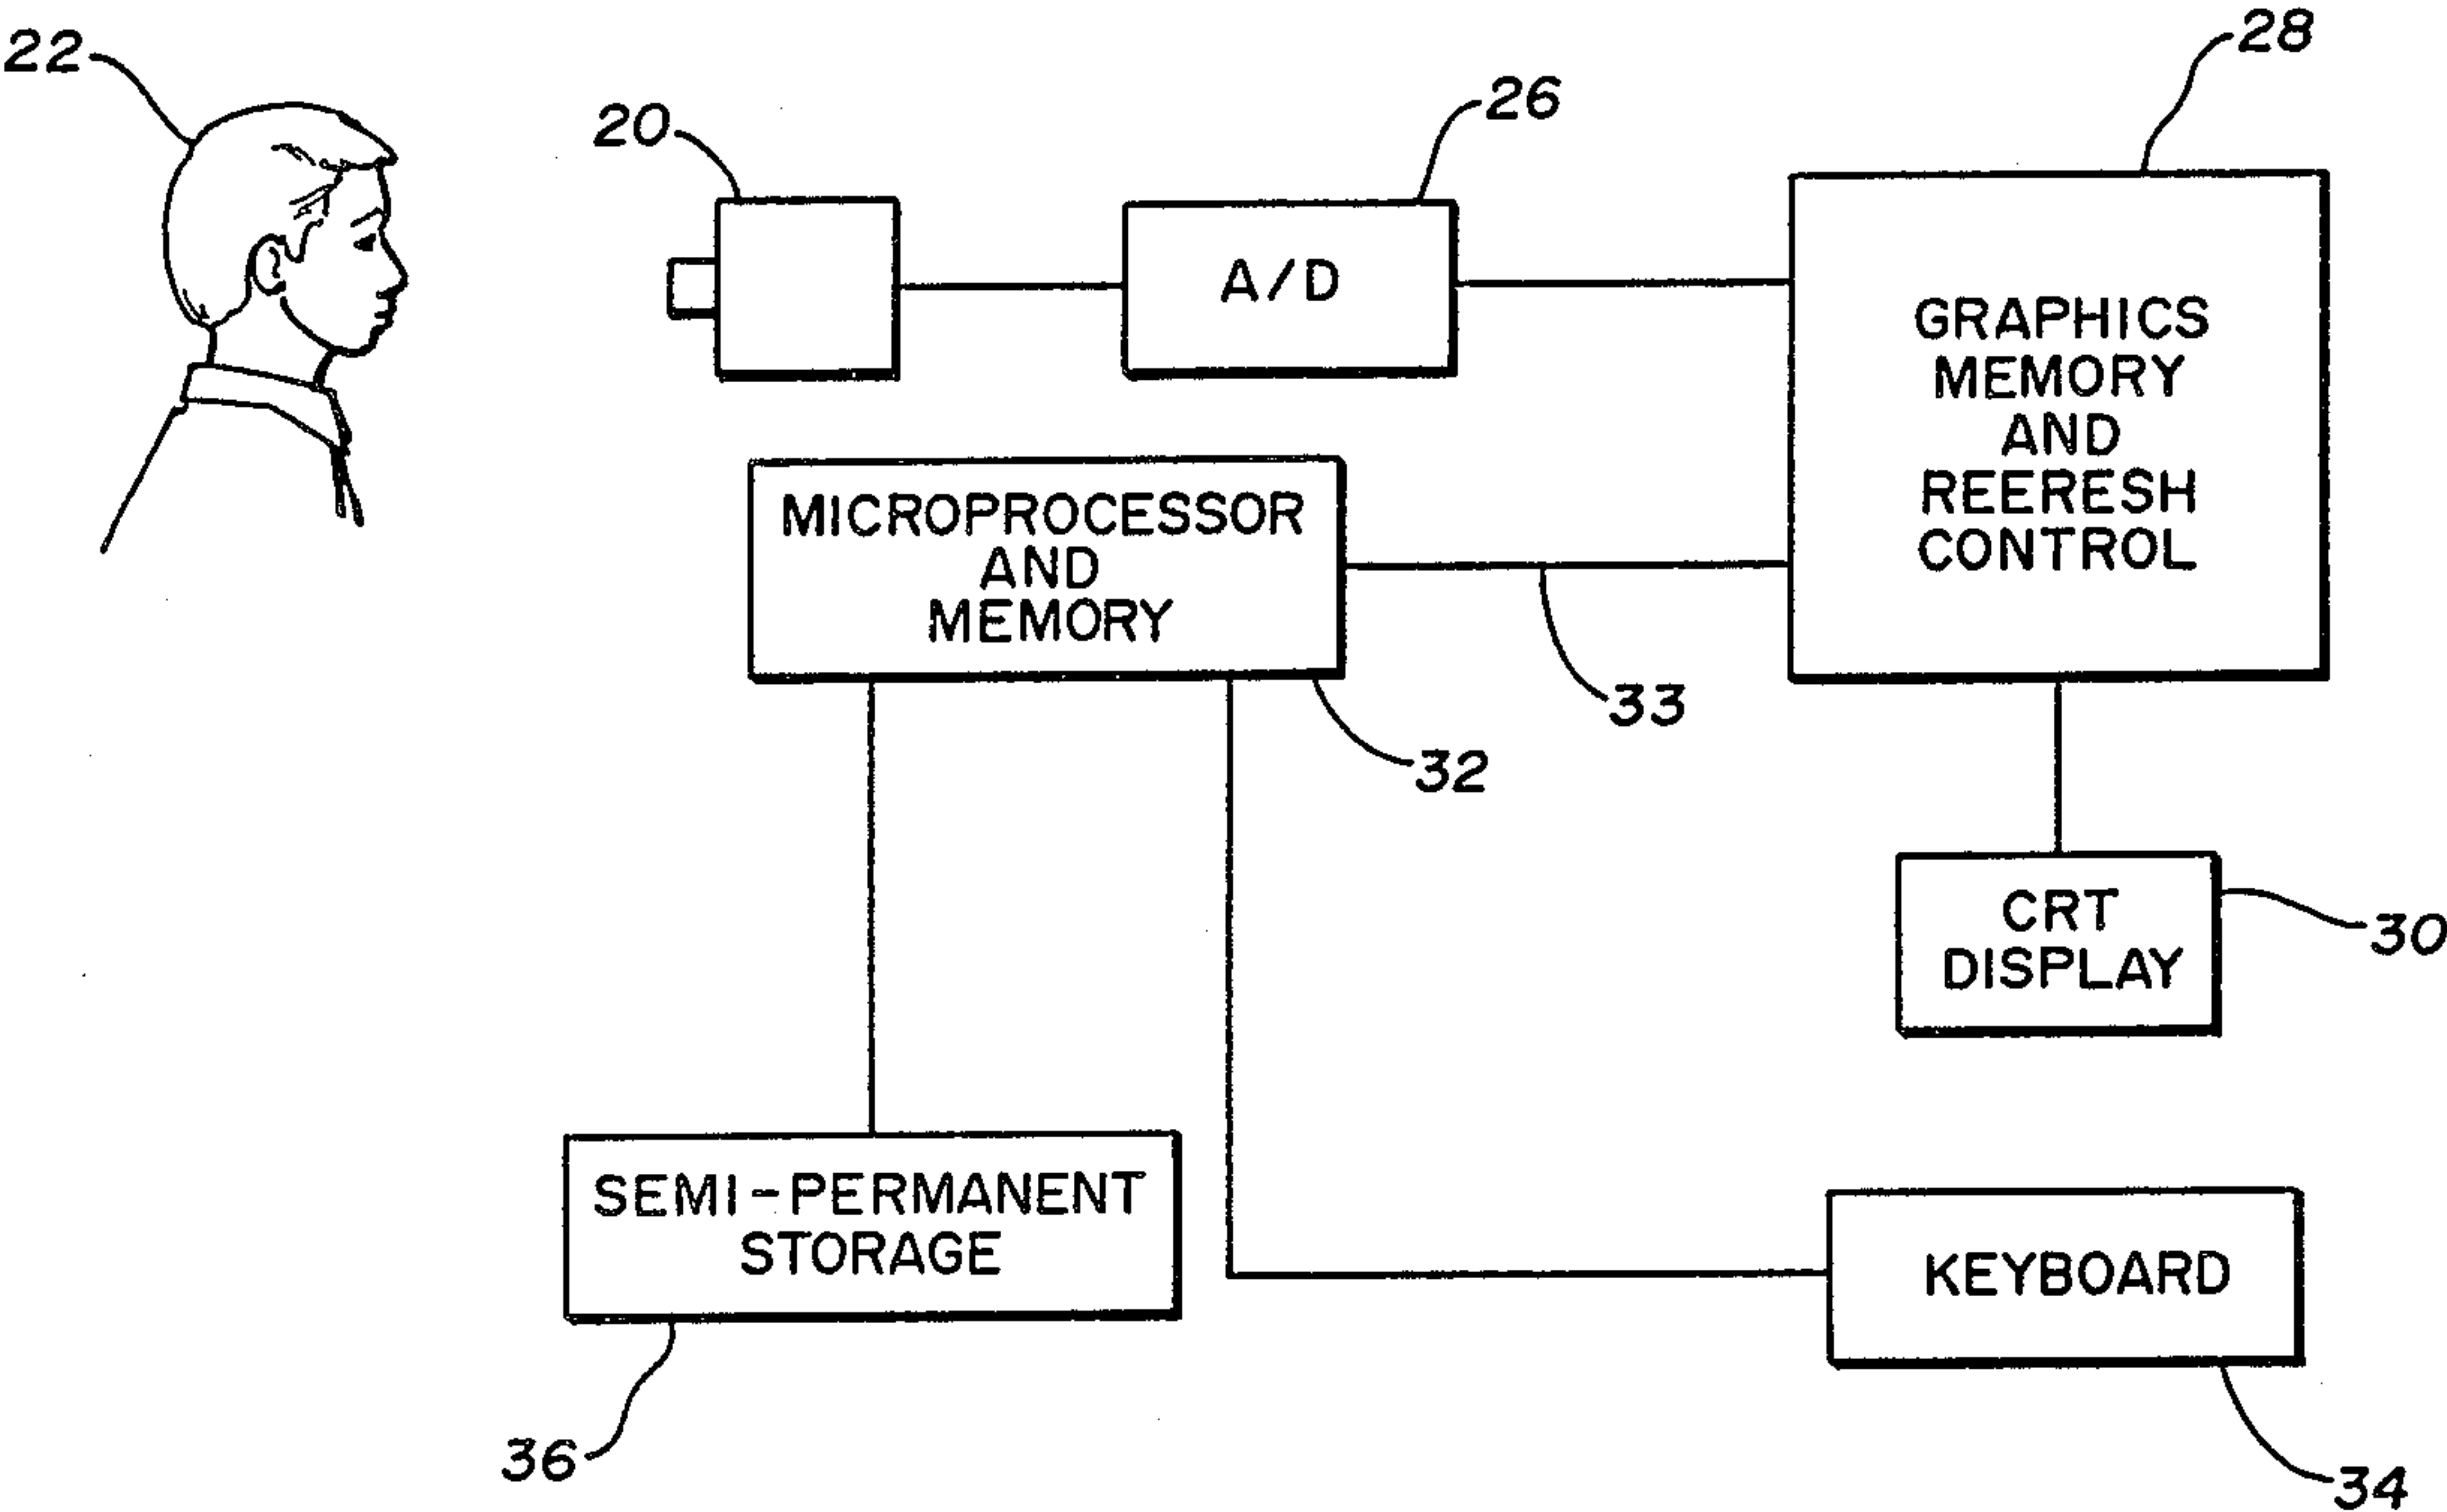 22
20
26
28
A/D
GRAPHICS
MEMORY
AND
REERESH
CONTROL
MICROPROCESSOR
AND
MEMORY
33
32
CRT
DISPLAY
30
SEMI-PERMANENT
STORAGE
KEYBOARD
36
34